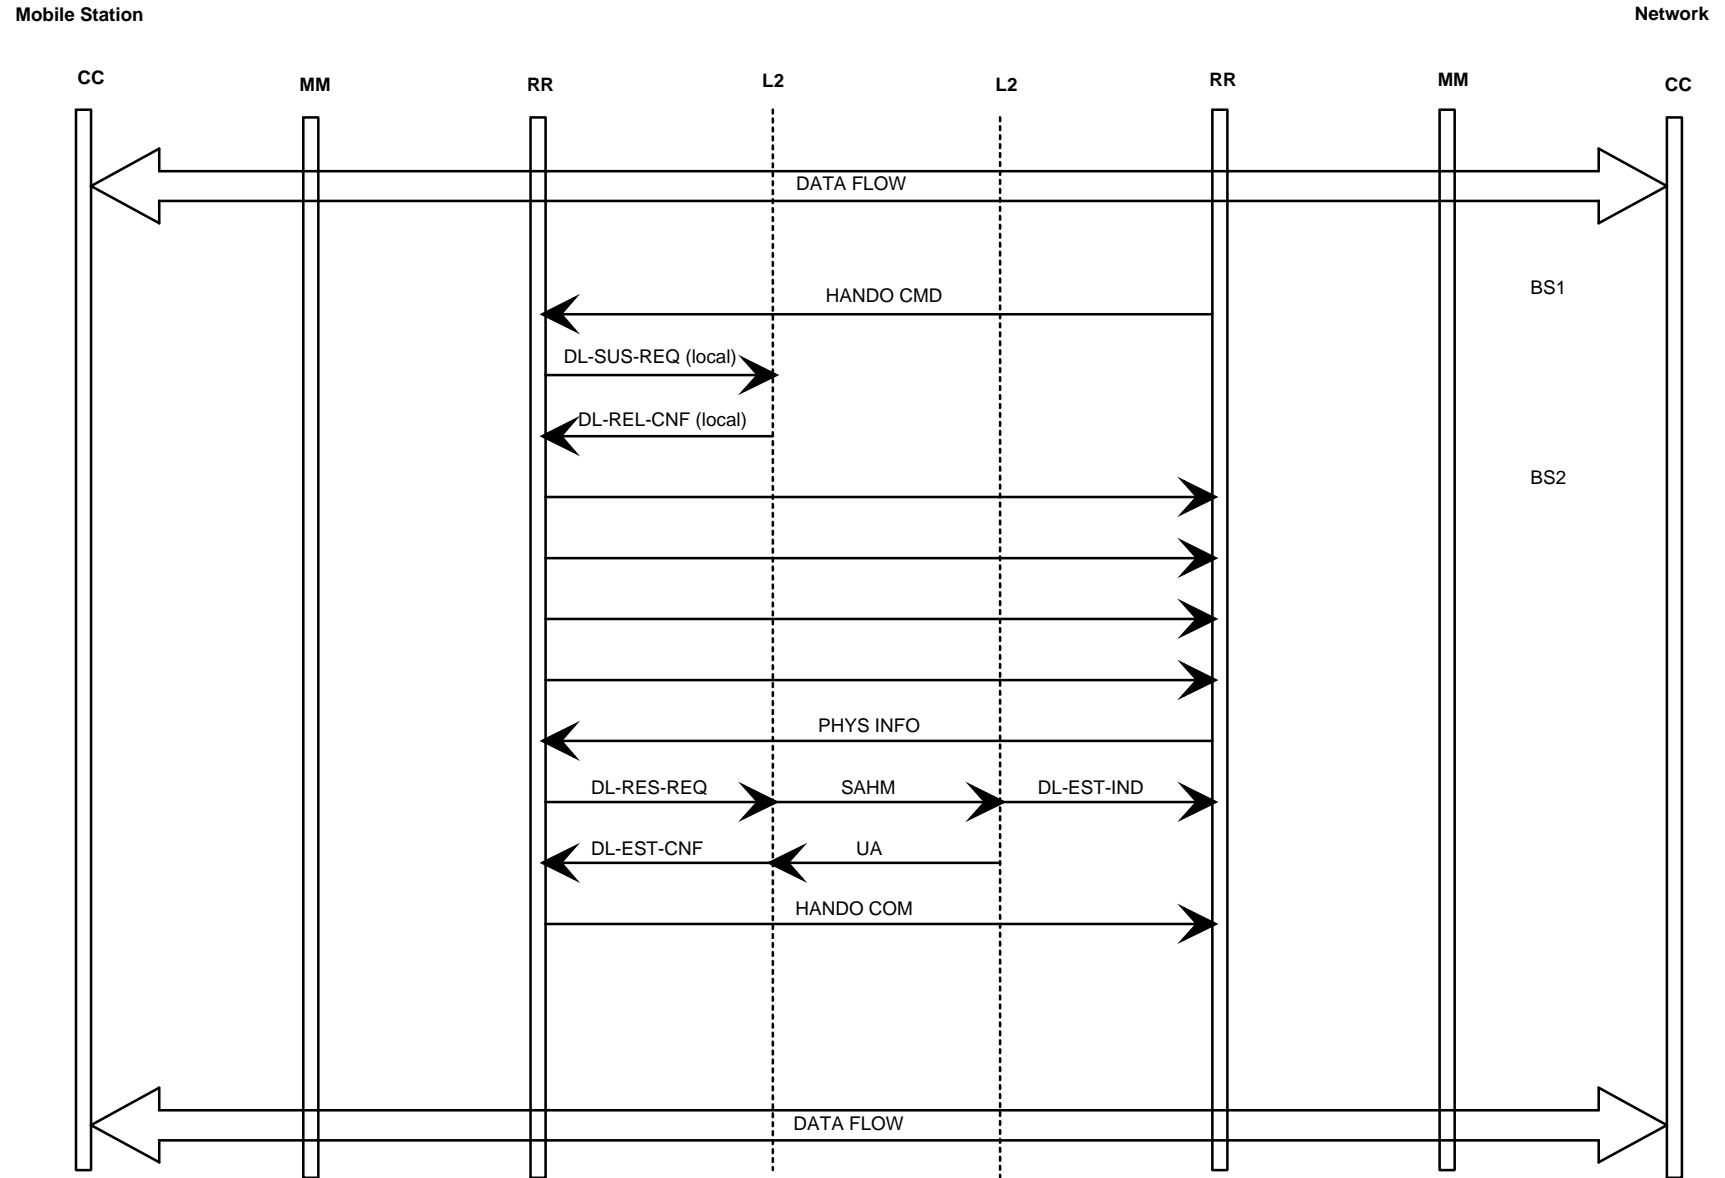 Mobile Station
Network
CC
MM
RR
L2
L2
RR
MM
CC
DATA FLOW
BS1
HANDO CMD
DL-SUS-REQ (local)
DL-REL-CNF (local)
BS2
PHYS INFO
DL-RES-REQ
SAHM
DL-EST-IND
DL-EST-CNF
UA
HANDO COM
DATA FLOW